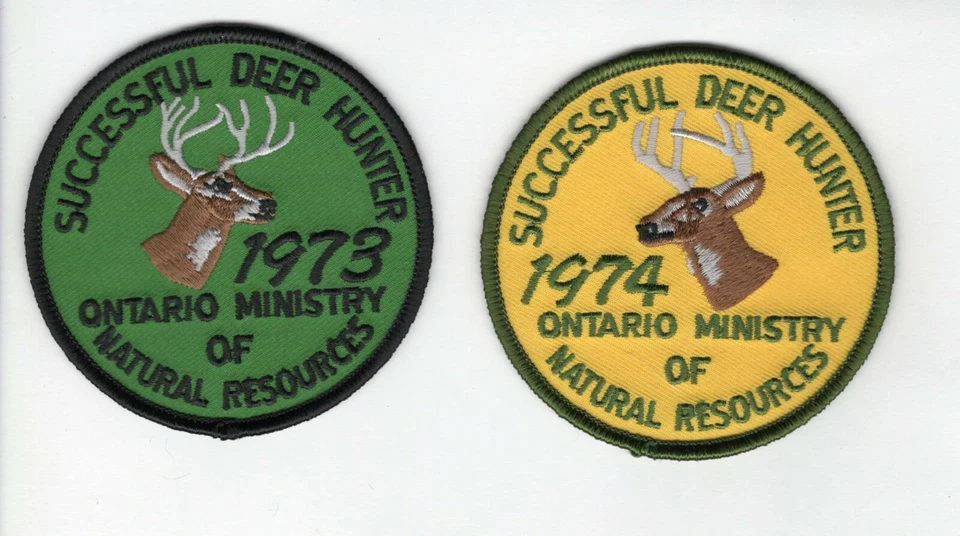 SUCCESSFUL DEER HUNTER
1973
ONTARIO MINISTRY
OF
NATURAL RESOURCES
SUCCESSFUL DEER HUNTER
1974
ONTARIO MINISTRY
OF
NATURAL RESOURCES